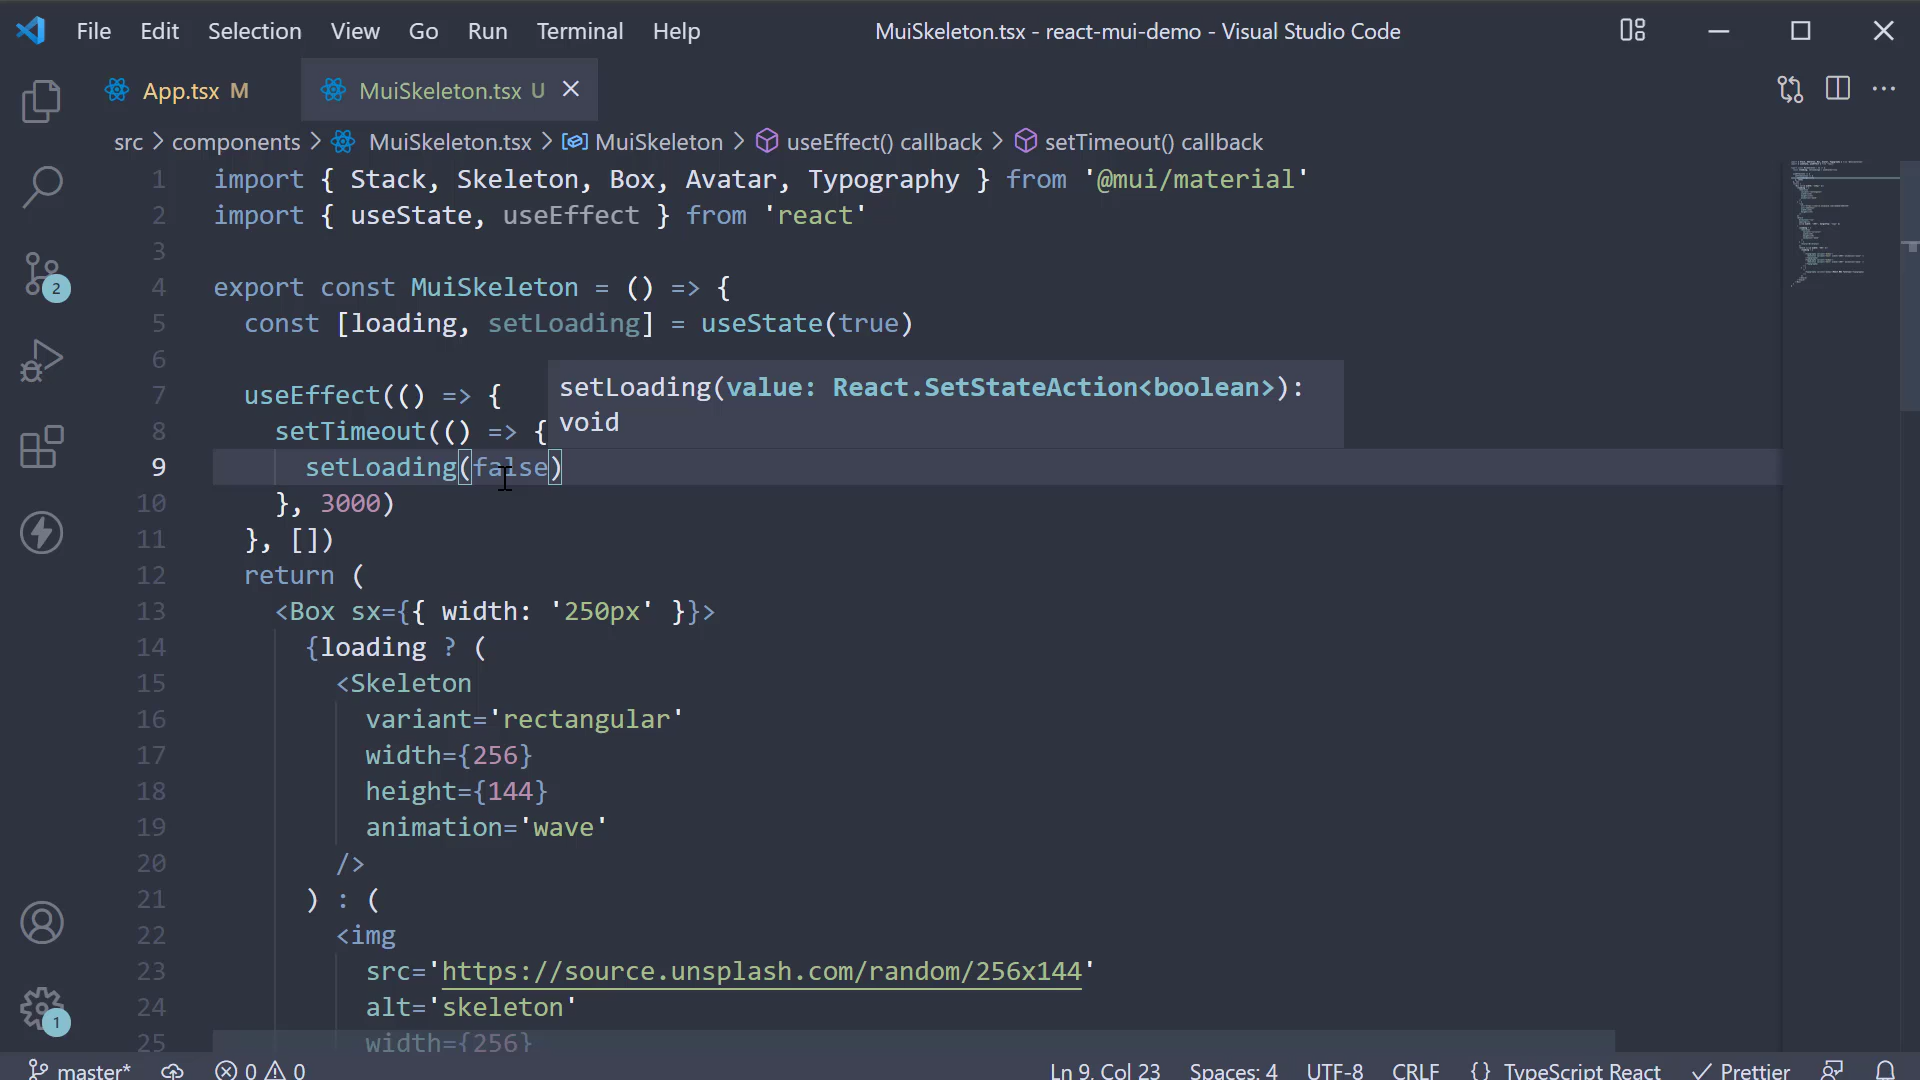 File Edit Selection View Go Run Terminal Help MuiSkeleton.tsx - react-mui-demo - Visual Studio Code
App.tsx M MuiSkeleton.tsx U
src > components > MuiSkeleton.tsx > MuiSkeleton > useEffect() callback > setTimeout() callback
1 import { Stack, Skeleton, Box, Avatar, Typography } from '@mui/material'
2 import { useState, useEffect } from 'react'
3
4 export const MuiSkeleton = () => {
5 const [loading, setLoading] = useState(true)
6
setLoading(value: React.SetStateAction<boolean>):
void
7 useEffect(() => {
8 setTimeout(() => {
9 setLoading(false)
10 }, 3000)
11 }, [])
12 return (
13 <Box sx={{ width: '250px' }}>
14 {loading ? (
15 <Skeleton
16 variant='rectangular'
17 width={256}
18 height={144}
19 animation='wave'
20 />
21 ) : (
22 <img
23 src='https://source.unsplash.com/random/256x144'
24 alt='skeleton'
25 width={256}
2
1
master* 0 0 Ln 9, Col 23 Spaces: 4 UTF-8 CRLF {} TypeScript React Prettier